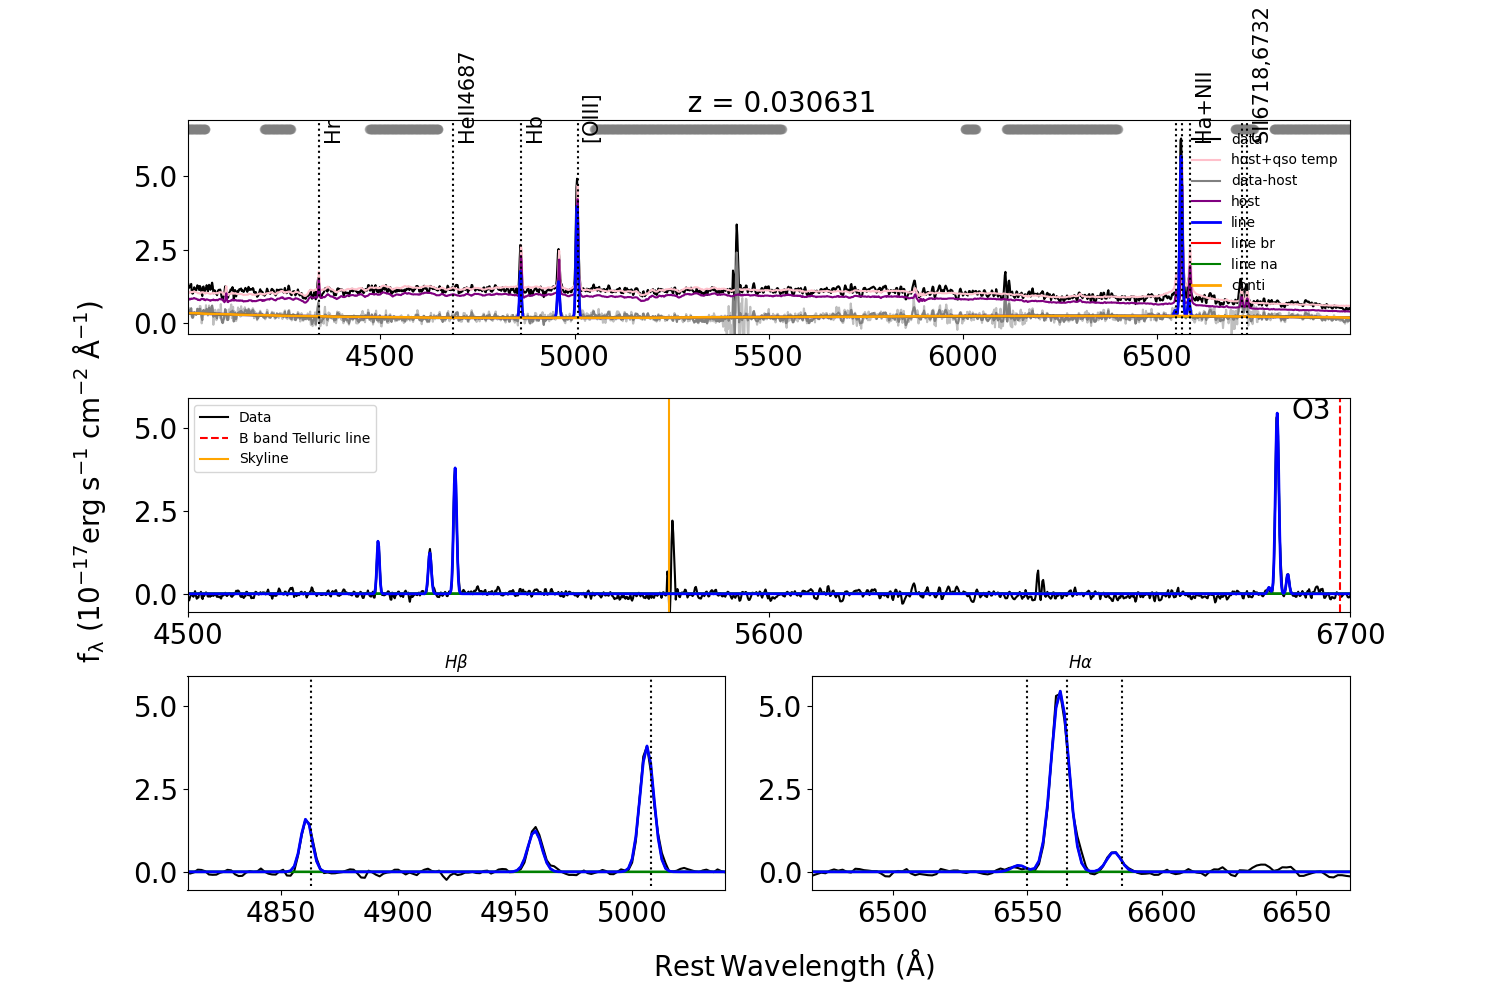 z = 0.030631
Hr
HeII4687
Hb
[OIII]
Ha+NII
SII6718,6732
data
host+qso temp
data-host
host
line
line br
line na
conti
5.0
2.5
0.0
4500
5000
5500
6000
6500
Data
B band Telluric line
Skyline
O3
5.0
2.5
0.0
4500
5600
6700
fλ (10⁻¹⁷erg s⁻¹ cm⁻² Å⁻¹)
Hβ
5.0
2.5
0.0
4850
4900
4950
5000
Hα
5.0
2.5
0.0
6500
6550
6600
6650
Rest Wavelength (Å)